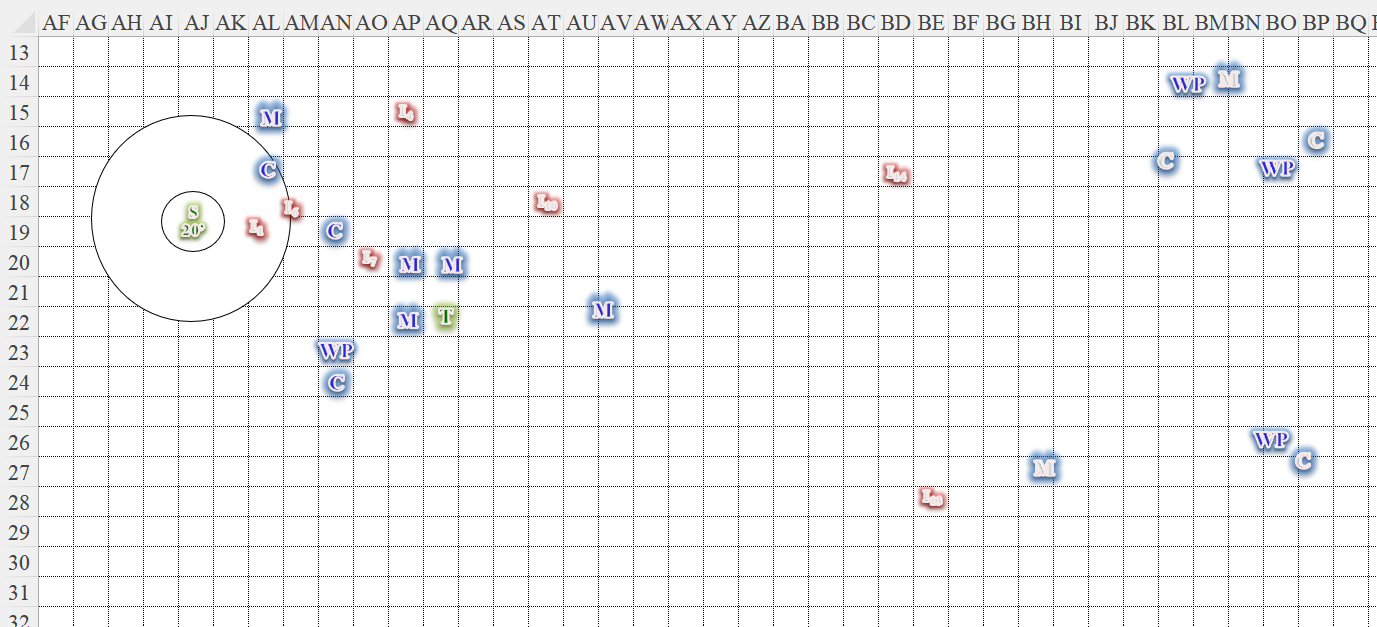 AF AG AH AI AJ AK AL AM AN AO AP AQ AR AS AT AU AV AW AX AY AZ BA BB BC BD BE BF BG BH BI BJ BK BL BM BN BO BP BQ
13
14 WP M
15 M
16 C
17 C C WP
18 S
19 20° C
20 M M
21 M
22 M T
23 WP
24 C
25
26 WP
27 M C
28
29
30
31
32